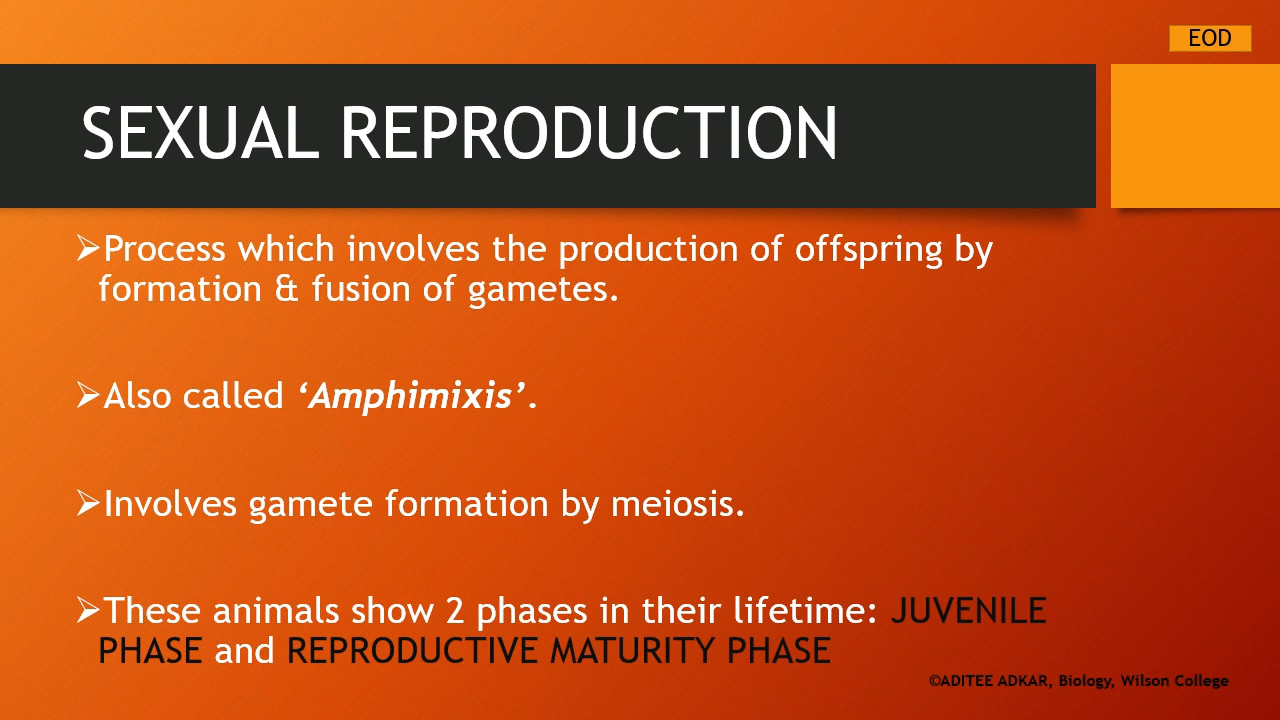 EOD
SEXUAL REPRODUCTION
➢Process which involves the production of offspring by
formation & fusion of gametes.
➢Also called ‘Amphimixis’.
➢Involves gamete formation by meiosis.
➢These animals show 2 phases in their lifetime: JUVENILE
PHASE and REPRODUCTIVE MATURITY PHASE
©ADITEE ADKAR, Biology, Wilson College